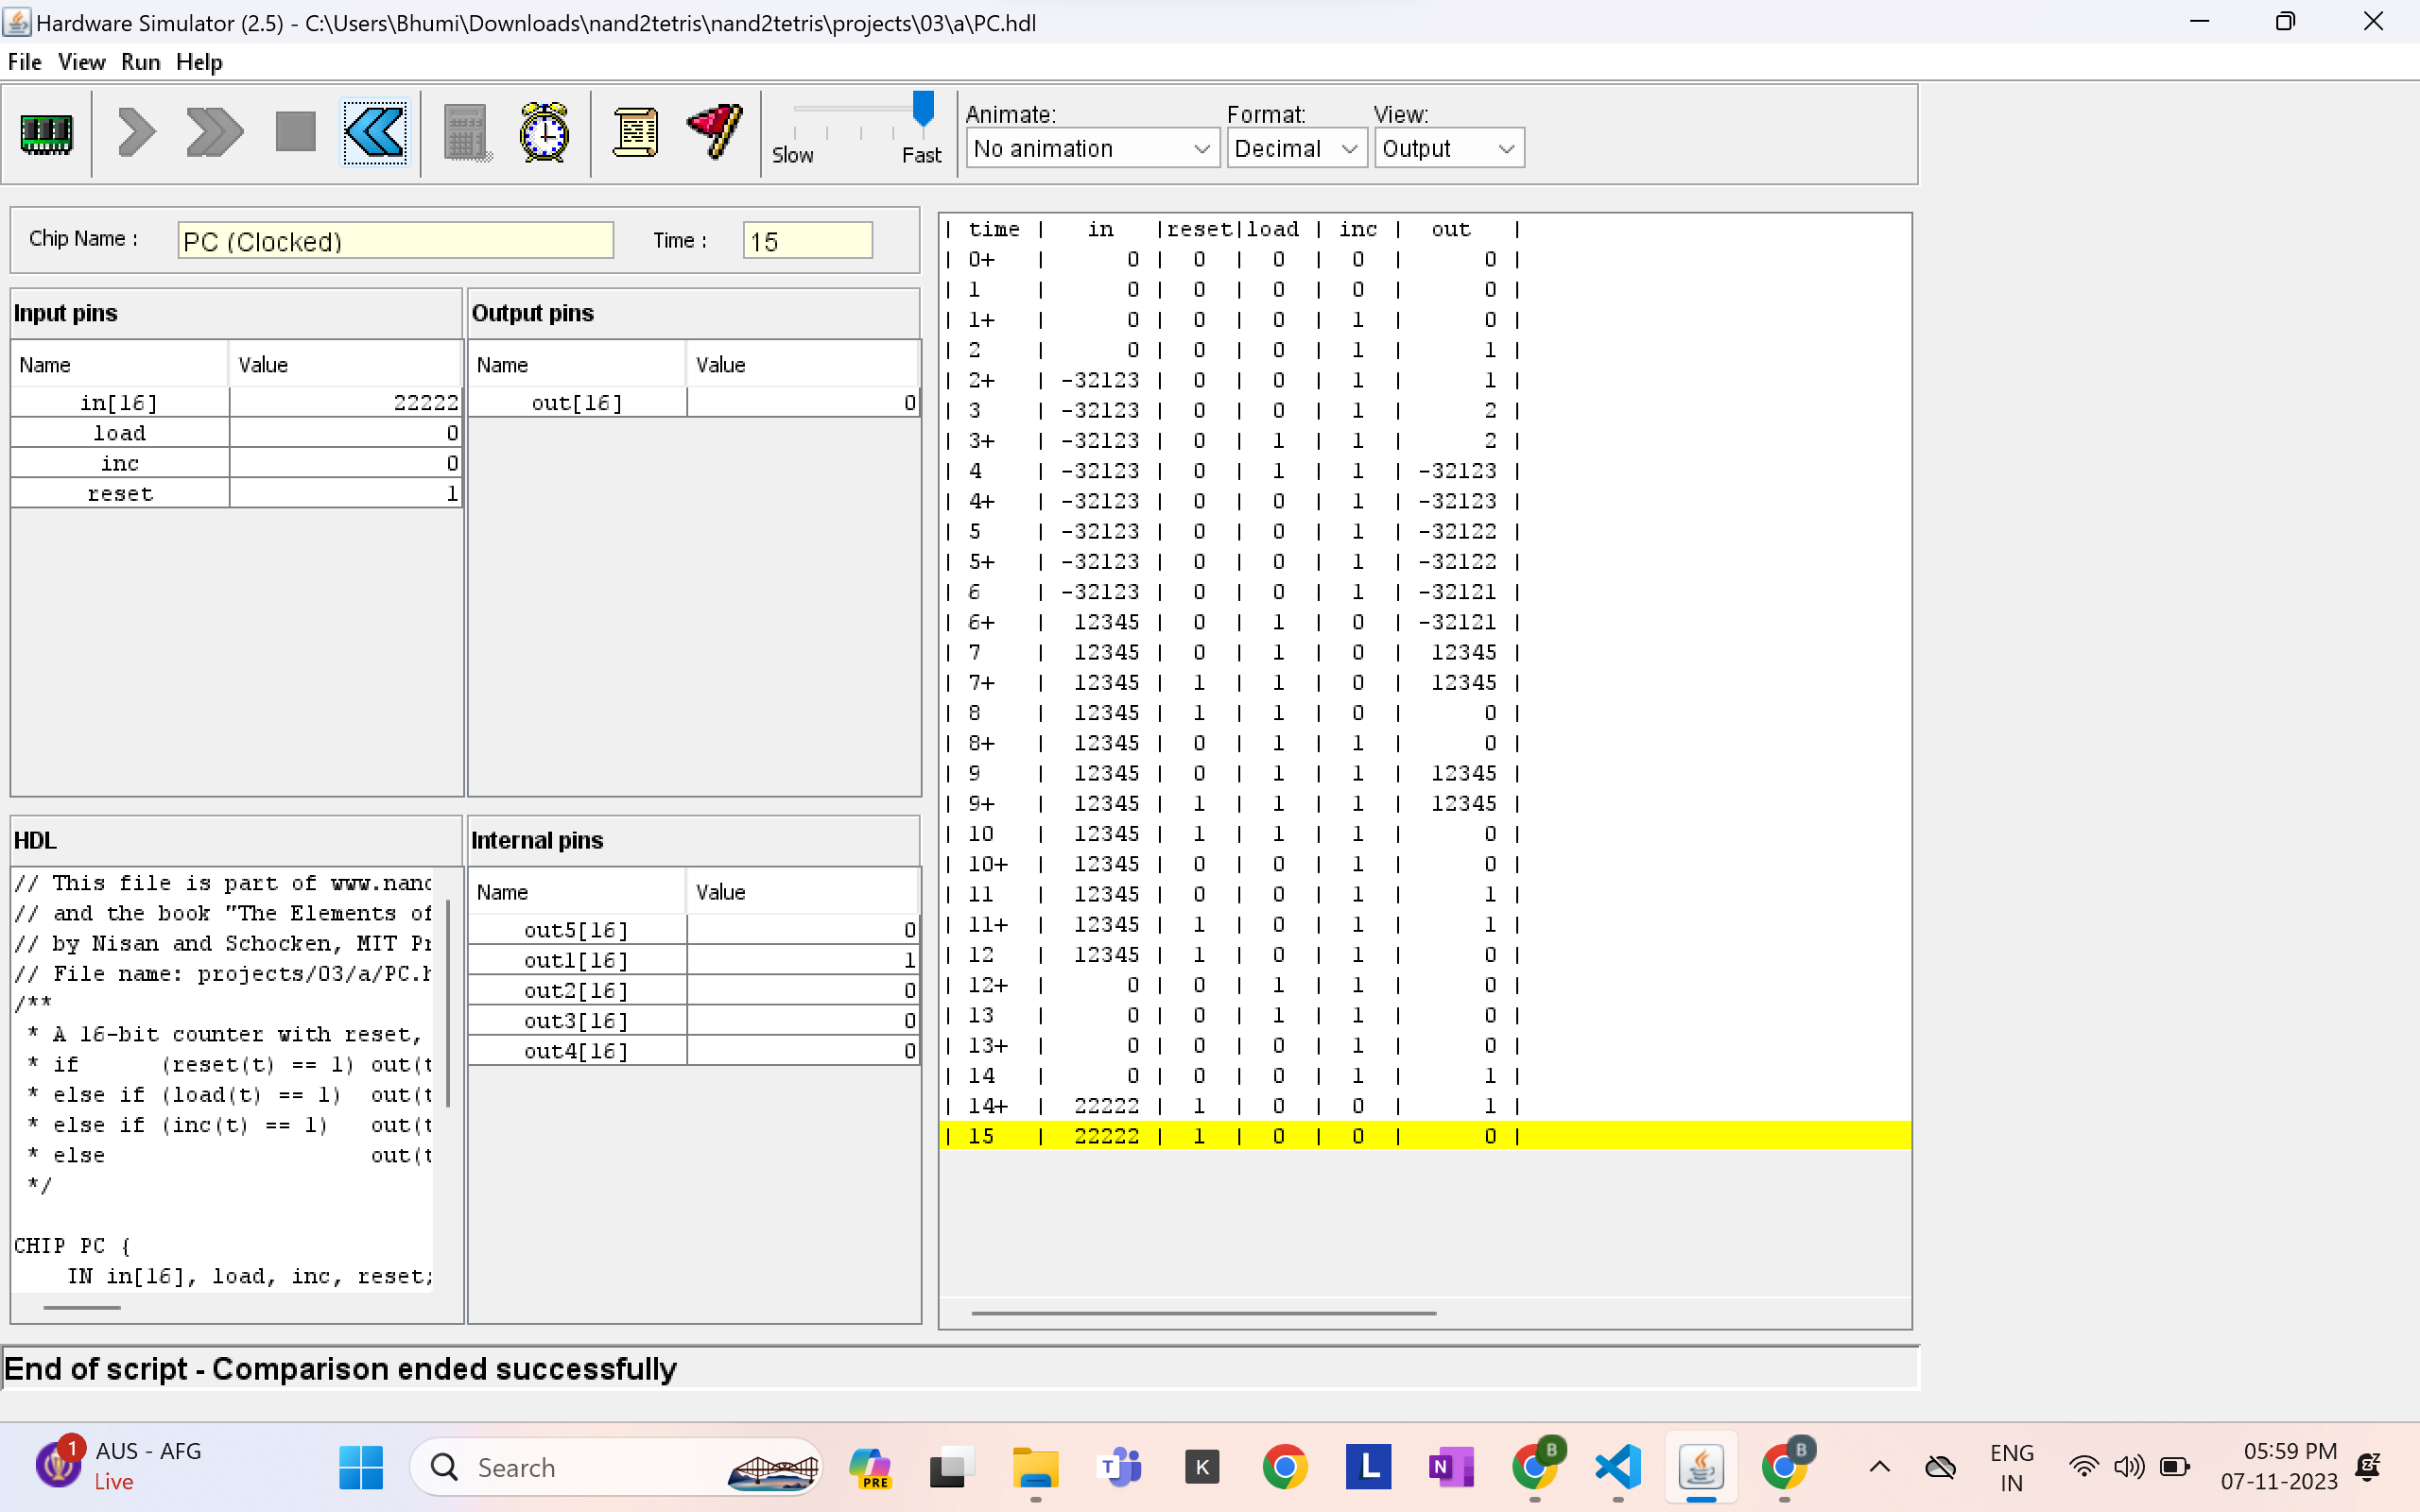 Hardware Simulator (2.5) - C:\Users\Bhumi\Downloads\nand2tetris\nand2tetris\projects\03\a\PC.hdl
File View Run Help
Animate: Format: View:
Slow Fast No animation Decimal Output
Chip Name : PC (Clocked) Time : 15
Input pins
Name Value
in[16] 22222
load 0
inc 0
reset 1
Output pins
Name Value
out[16] 0
HDL
// This file is part of www.nand
// and the book "The Elements of
// by Nisan and Schocken, MIT Pr
// File name: projects/03/a/PC.h
/**
* A 16-bit counter with reset,
* if (reset(t) == 1) out(t
* else if (load(t) == 1) out(t
* else if (inc(t) == 1) out(t
* else out(t
*/
CHIP PC {
IN in[16], load, inc, reset;
Internal pins
Name Value
out5[16] 0
out1[16] 1
out2[16] 0
out3[16] 0
out4[16] 0
| time | in |reset|load | inc | out |
| 0+ | 0 | 0 | 0 | 0 | 0 |
| 1 | 0 | 0 | 0 | 0 | 0 |
| 1+ | 0 | 0 | 0 | 1 | 0 |
| 2 | 0 | 0 | 0 | 1 | 1 |
| 2+ | -32123 | 0 | 0 | 1 | 1 |
| 3 | -32123 | 0 | 0 | 1 | 2 |
| 3+ | -32123 | 0 | 1 | 1 | 2 |
| 4 | -32123 | 0 | 1 | 1 | -32123 |
| 4+ | -32123 | 0 | 0 | 1 | -32123 |
| 5 | -32123 | 0 | 0 | 1 | -32122 |
| 5+ | -32123 | 0 | 0 | 1 | -32122 |
| 6 | -32123 | 0 | 0 | 1 | -32121 |
| 6+ | 12345 | 0 | 1 | 0 | -32121 |
| 7 | 12345 | 0 | 1 | 0 | 12345 |
| 7+ | 12345 | 1 | 1 | 0 | 12345 |
| 8 | 12345 | 1 | 1 | 0 | 0 |
| 8+ | 12345 | 0 | 1 | 1 | 0 |
| 9 | 12345 | 0 | 1 | 1 | 12345 |
| 9+ | 12345 | 1 | 1 | 1 | 12345 |
| 10 | 12345 | 1 | 1 | 1 | 0 |
| 10+ | 12345 | 0 | 0 | 1 | 0 |
| 11 | 12345 | 0 | 0 | 1 | 1 |
| 11+ | 12345 | 1 | 0 | 1 | 1 |
| 12 | 12345 | 1 | 0 | 1 | 0 |
| 12+ | 0 | 0 | 1 | 1 | 0 |
| 13 | 0 | 0 | 1 | 1 | 0 |
| 13+ | 0 | 0 | 0 | 1 | 0 |
| 14 | 0 | 0 | 0 | 1 | 1 |
| 14+ | 22222 | 1 | 0 | 0 | 1 |
| 15 | 22222 | 1 | 0 | 0 | 0 |
End of script - Comparison ended successfully
1 AUS - AFG
Live
Search
PRE
T
K
L
N
B
B
ENG
IN
05:59 PM
07-11-2023